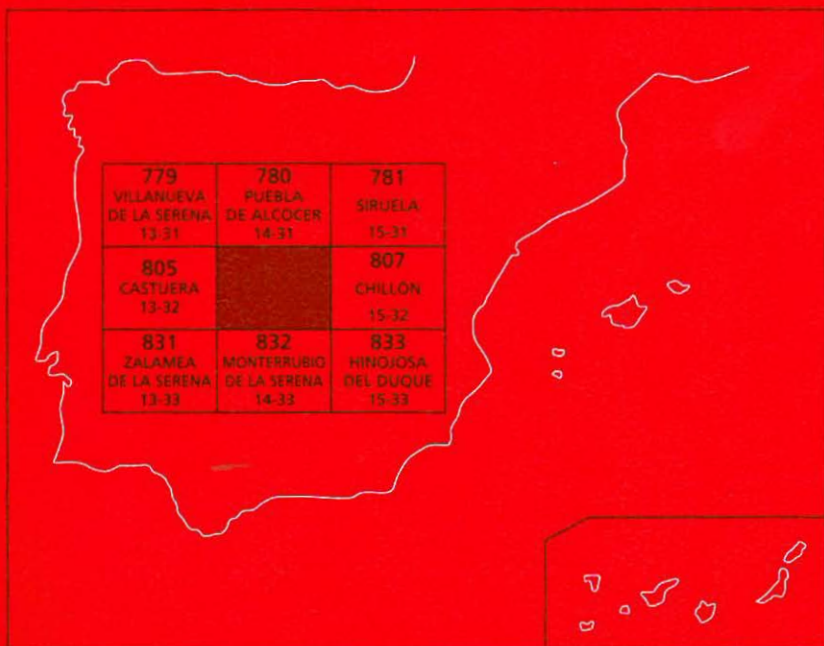 779
VILLANUEVA
DE LA SERENA
13-31
780
PUEBLA
DE ALCOCER
14-31
781
SIRUELA
15-31
805
CASTUERA
13-32
807
CHILLON
15-32
831
ZALAMEA
DE LA SERENA
13-33
832
MONTERRUBIO
DE LA SERENA
14-33
833
HINOJOSA
DEL DUQUE
15-33